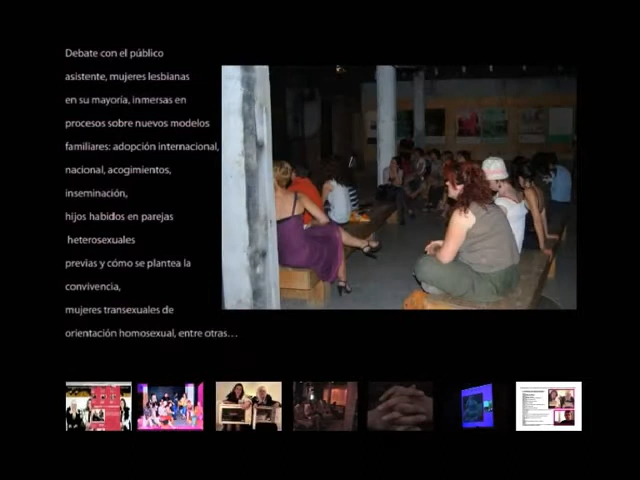 Debate con el público
asistente, mujeres lesbianas
en su mayoría, inmersas en
procesos sobre nuevos modelos
familiares: adopción internacional,
nacional, acogimientos,
inseminación,
hijos habidos en parejas
heterosexuales
previas y cómo se plantea la
convivencia,
mujeres transexuales de
orientación homosexual, entre otras…